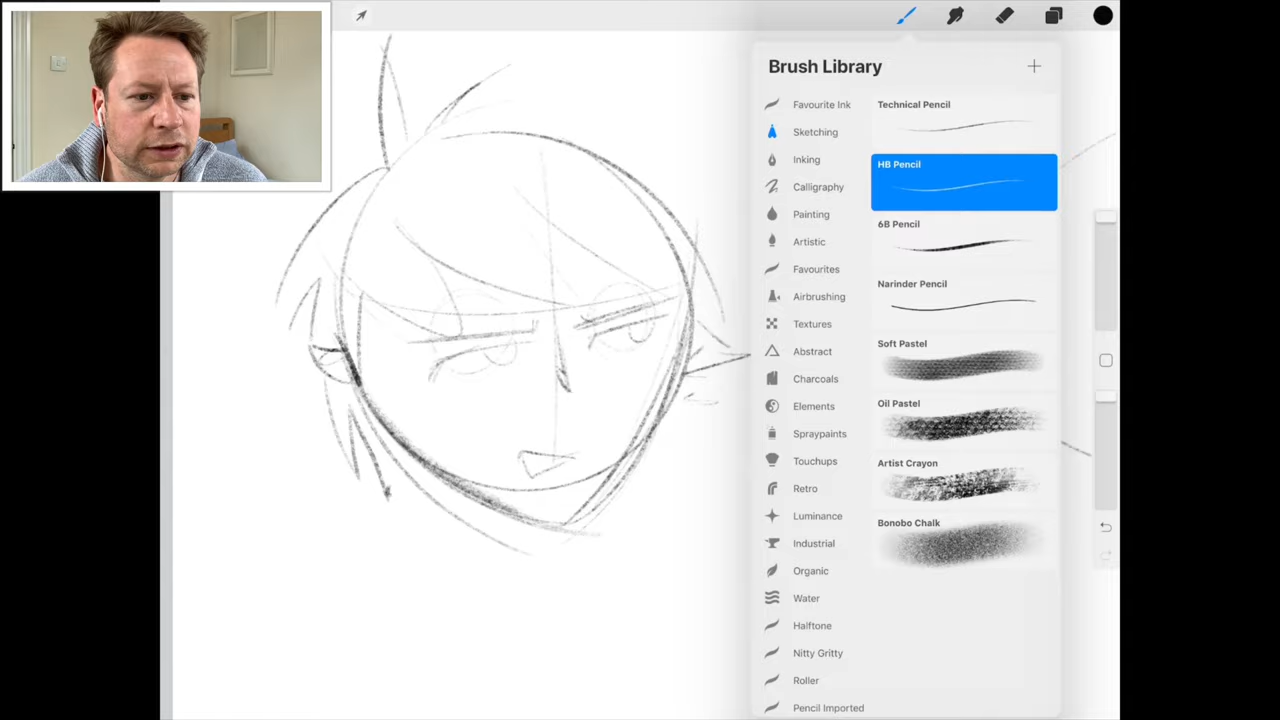 Brush Library
Favourite Ink
Sketching
Inking
Calligraphy
Painting
Artistic
Favourites
Airbrushing
Textures
Abstract
Charcoals
Elements
Spraypaints
Touchups
Retro
Luminance
Industrial
Organic
Water
Halftone
Nitty Gritty
Roller
Pencil Imported
Technical Pencil
HB Pencil
6B Pencil
Narinder Pencil
Soft Pastel
Oil Pastel
Artist Crayon
Bonobo Chalk